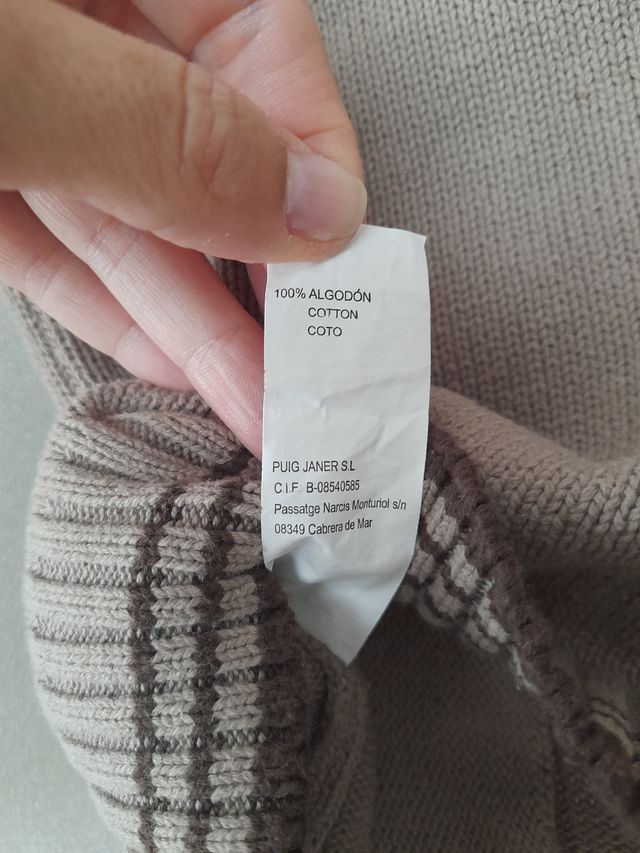 100% ALGODÓN
COTTON
COTO
PUIG JANER S.L
C.I.F. B-08540585
Passatge Narcis Monturiol s/n
08349 Cabrera de Mar